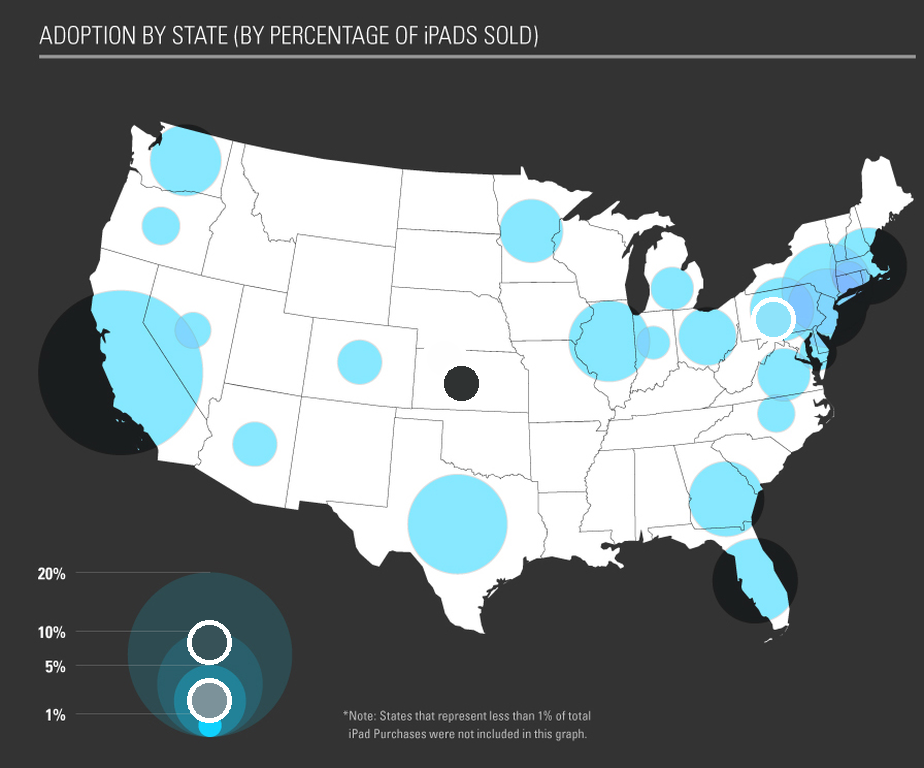 ADOPTION BY STATE (BY PERCENTAGE OF iPADS SOLD)
20%
10%
5%
1%
*Note: States that represent less than 1% of total
iPad Purchases were not included in this graph.